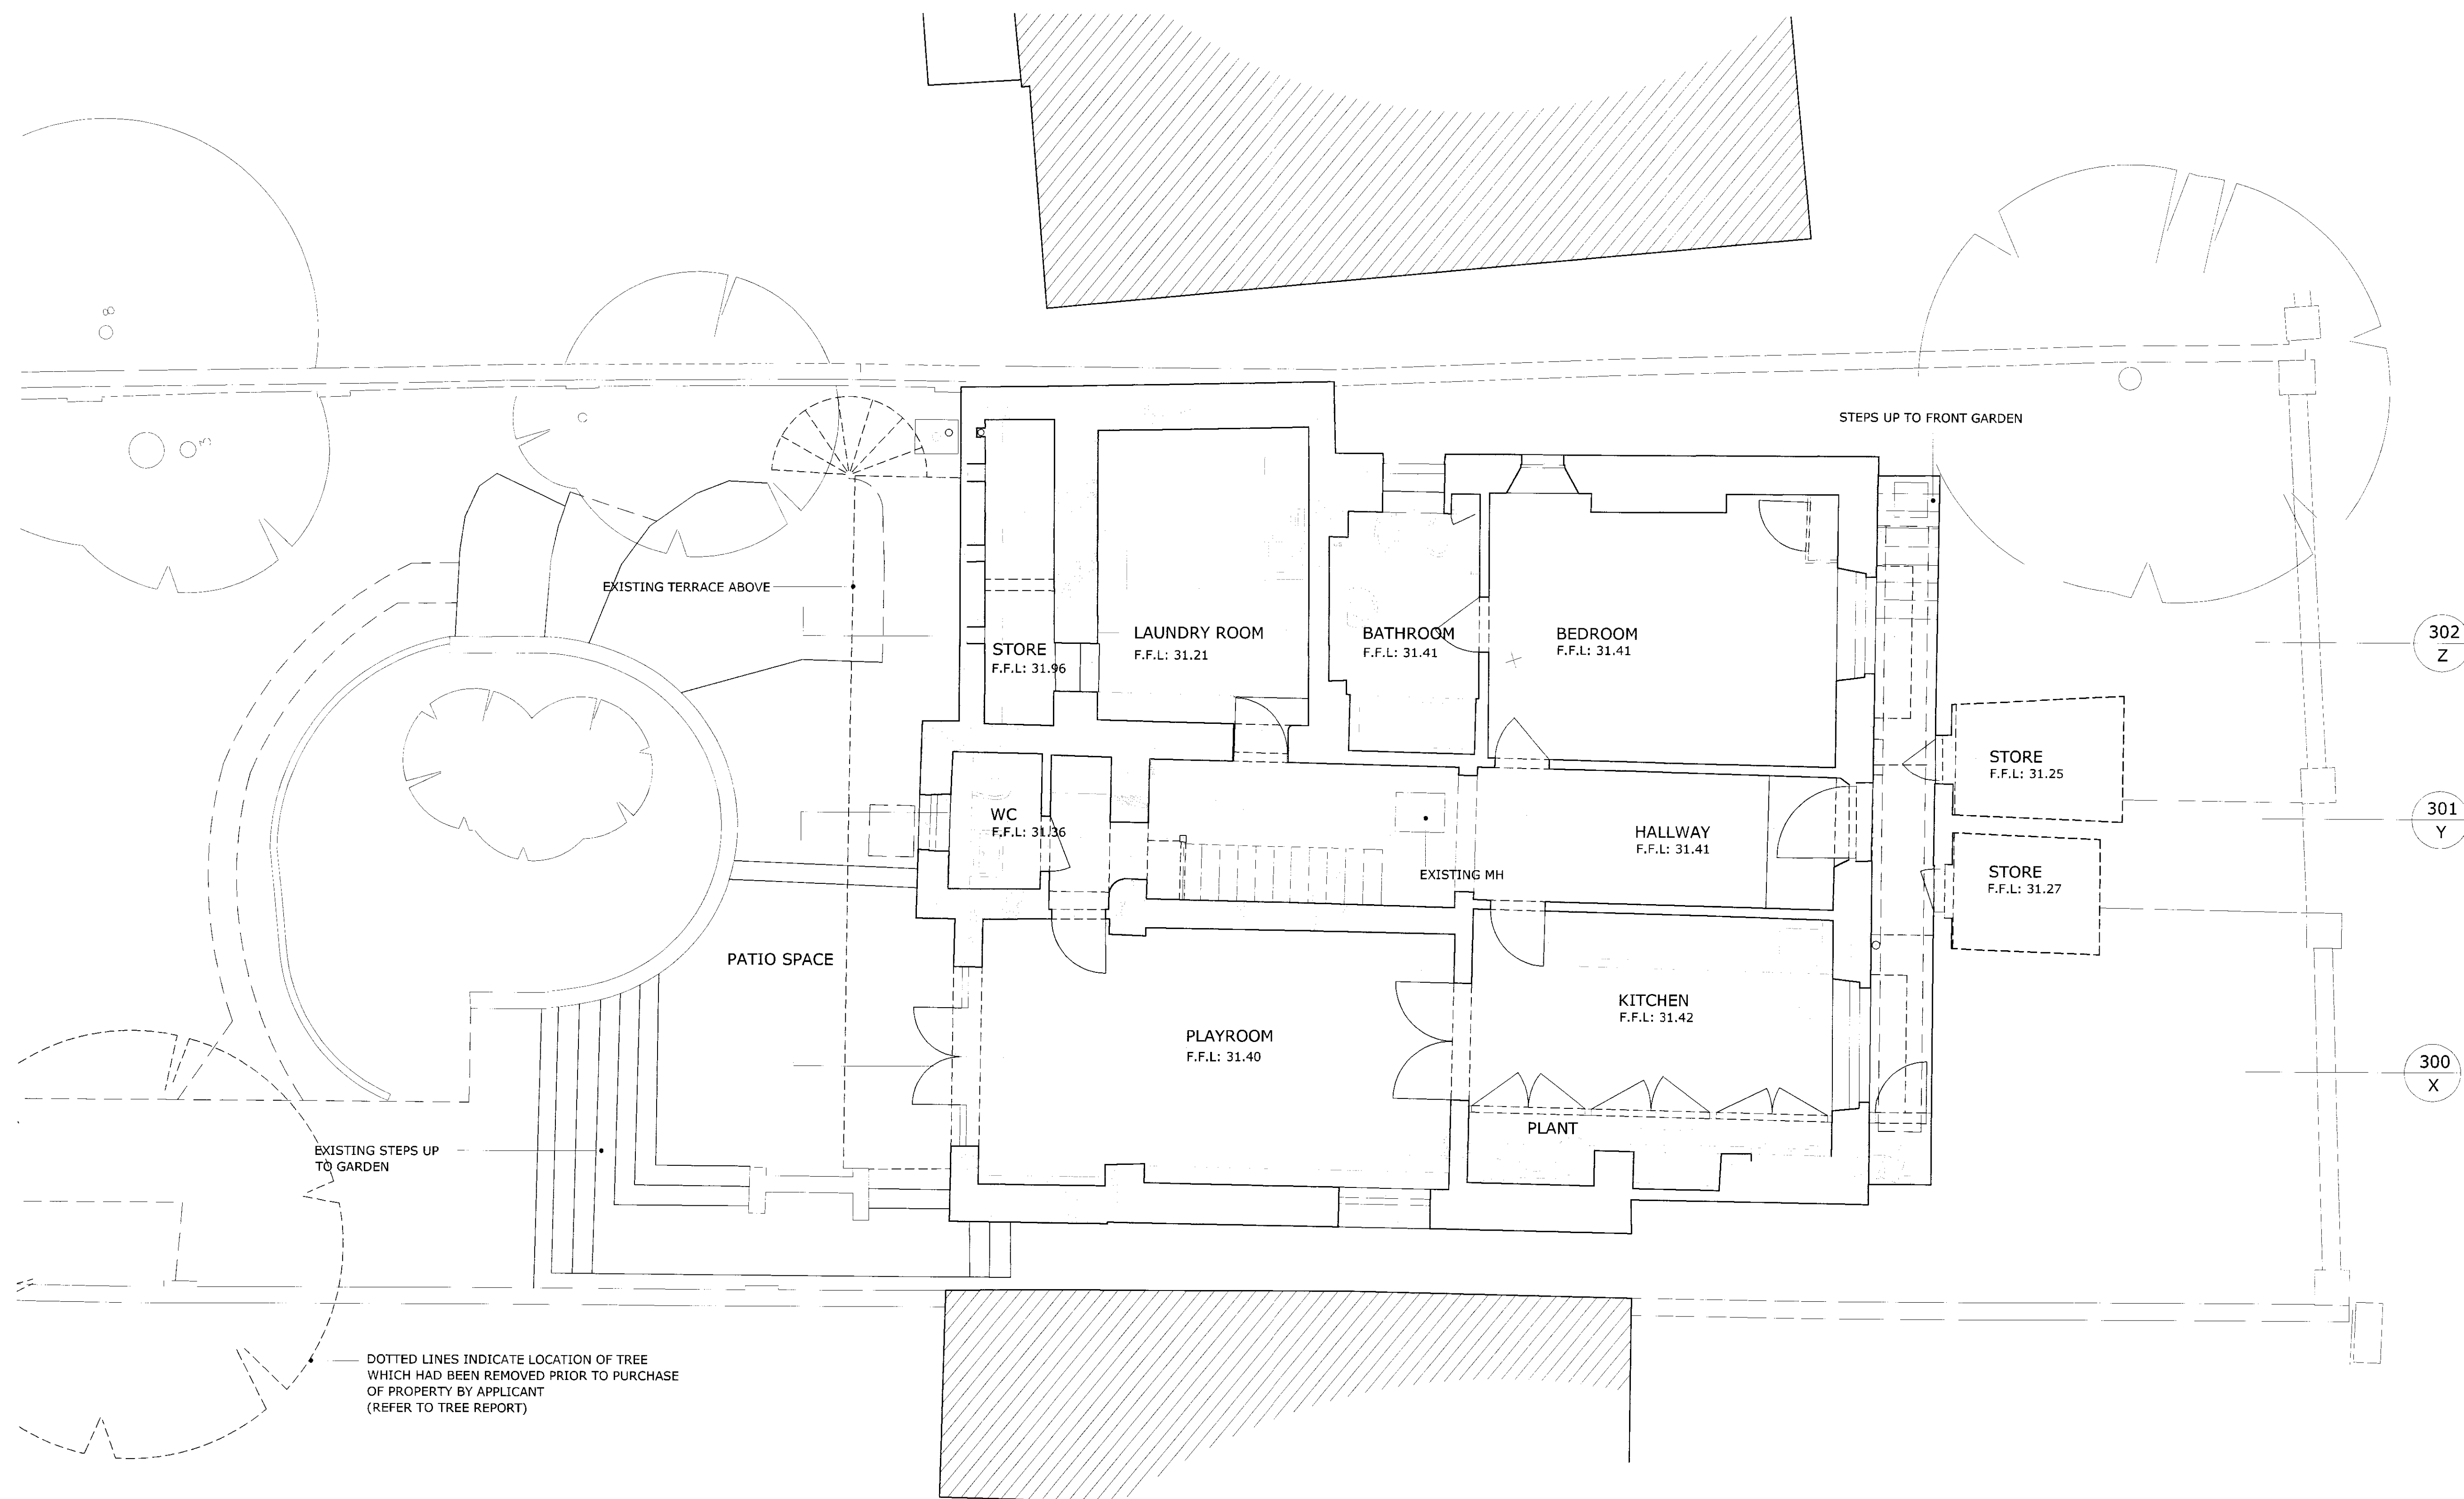 STEPS UP TO FRONT GARDEN
EXISTING TERRACE ABOVE
STORE
F.F.L: 31.96
LAUNDRY ROOM
F.F.L: 31.21
BATHROOM
F.F.L: 31.41
BEDROOM
F.F.L: 31.41
302
Z
STORE
F.F.L: 31.25
WC
F.F.L: 31.36
HALLWAY
F.F.L: 31.41
301
Y
EXISTING MH
STORE
F.F.L: 31.27
PATIO SPACE
PLAYROOM
F.F.L: 31.40
KITCHEN
F.F.L: 31.42
300
X
PLANT
EXISTING STEPS UP
TO GARDEN
DOTTED LINES INDICATE LOCATION OF TREE
WHICH HAD BEEN REMOVED PRIOR TO PURCHASE
OF PROPERTY BY APPLICANT
(REFER TO TREE REPORT)